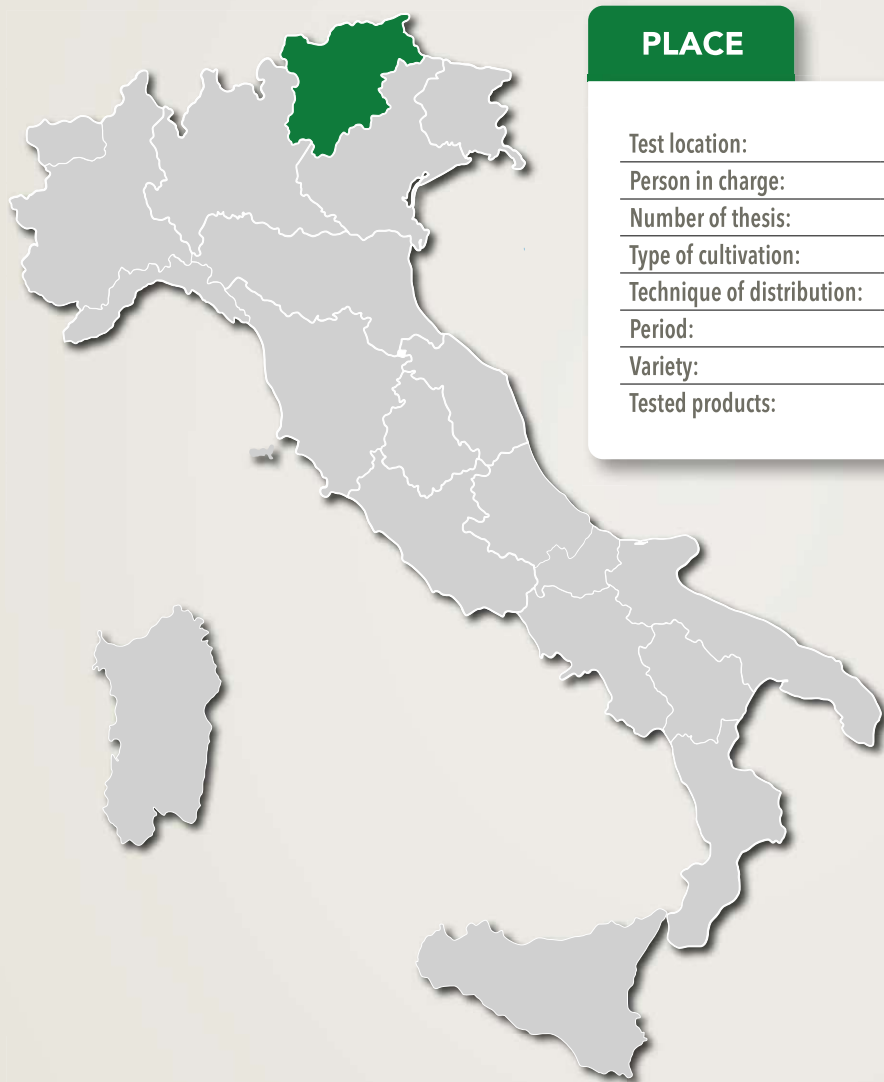 PLACE
Test location:
Person in charge:
Number of thesis:
Type of cultivation:
Technique of distribution:
Period:
Variety:
Tested products: